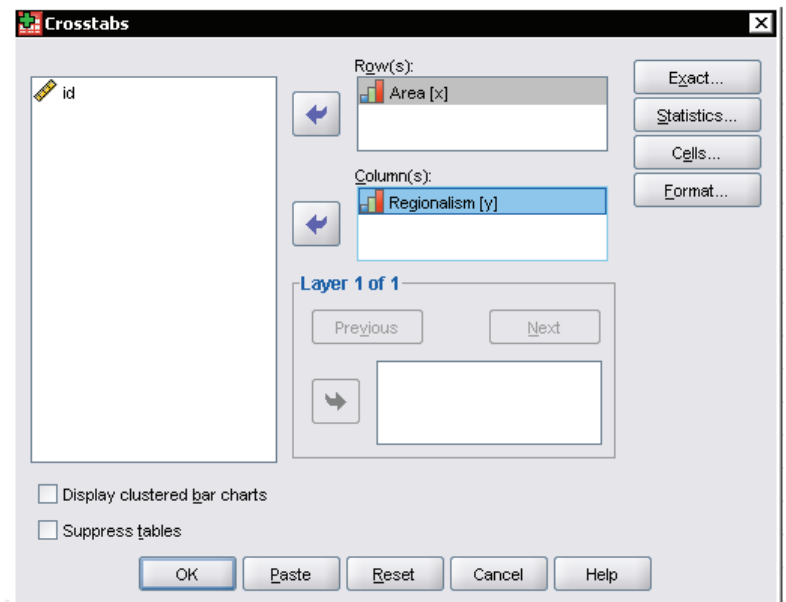 Crosstabs
id
Row(s):
Area [x]
Column(s):
Regionalism [y]
Exact...
Statistics...
Cells...
Format...
Layer 1 of 1
Previous
Next
Display clustered bar charts
Suppress tables
OK
Paste
Reset
Cancel
Help